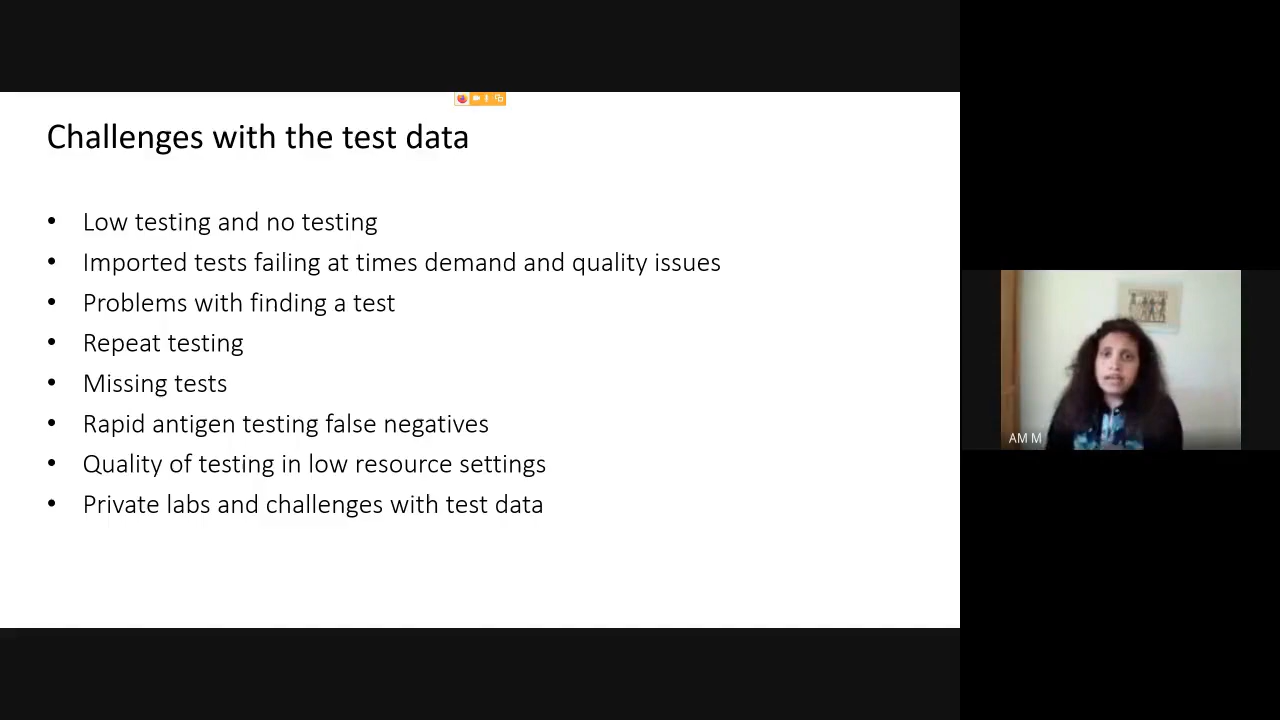 Challenges with the test data
• Low testing and no testing
• Imported tests failing at times demand and quality issues
• Problems with finding a test
• Repeat testing
• Missing tests
• Rapid antigen testing false negatives
• Quality of testing in low resource settings
• Private labs and challenges with test data
AM M